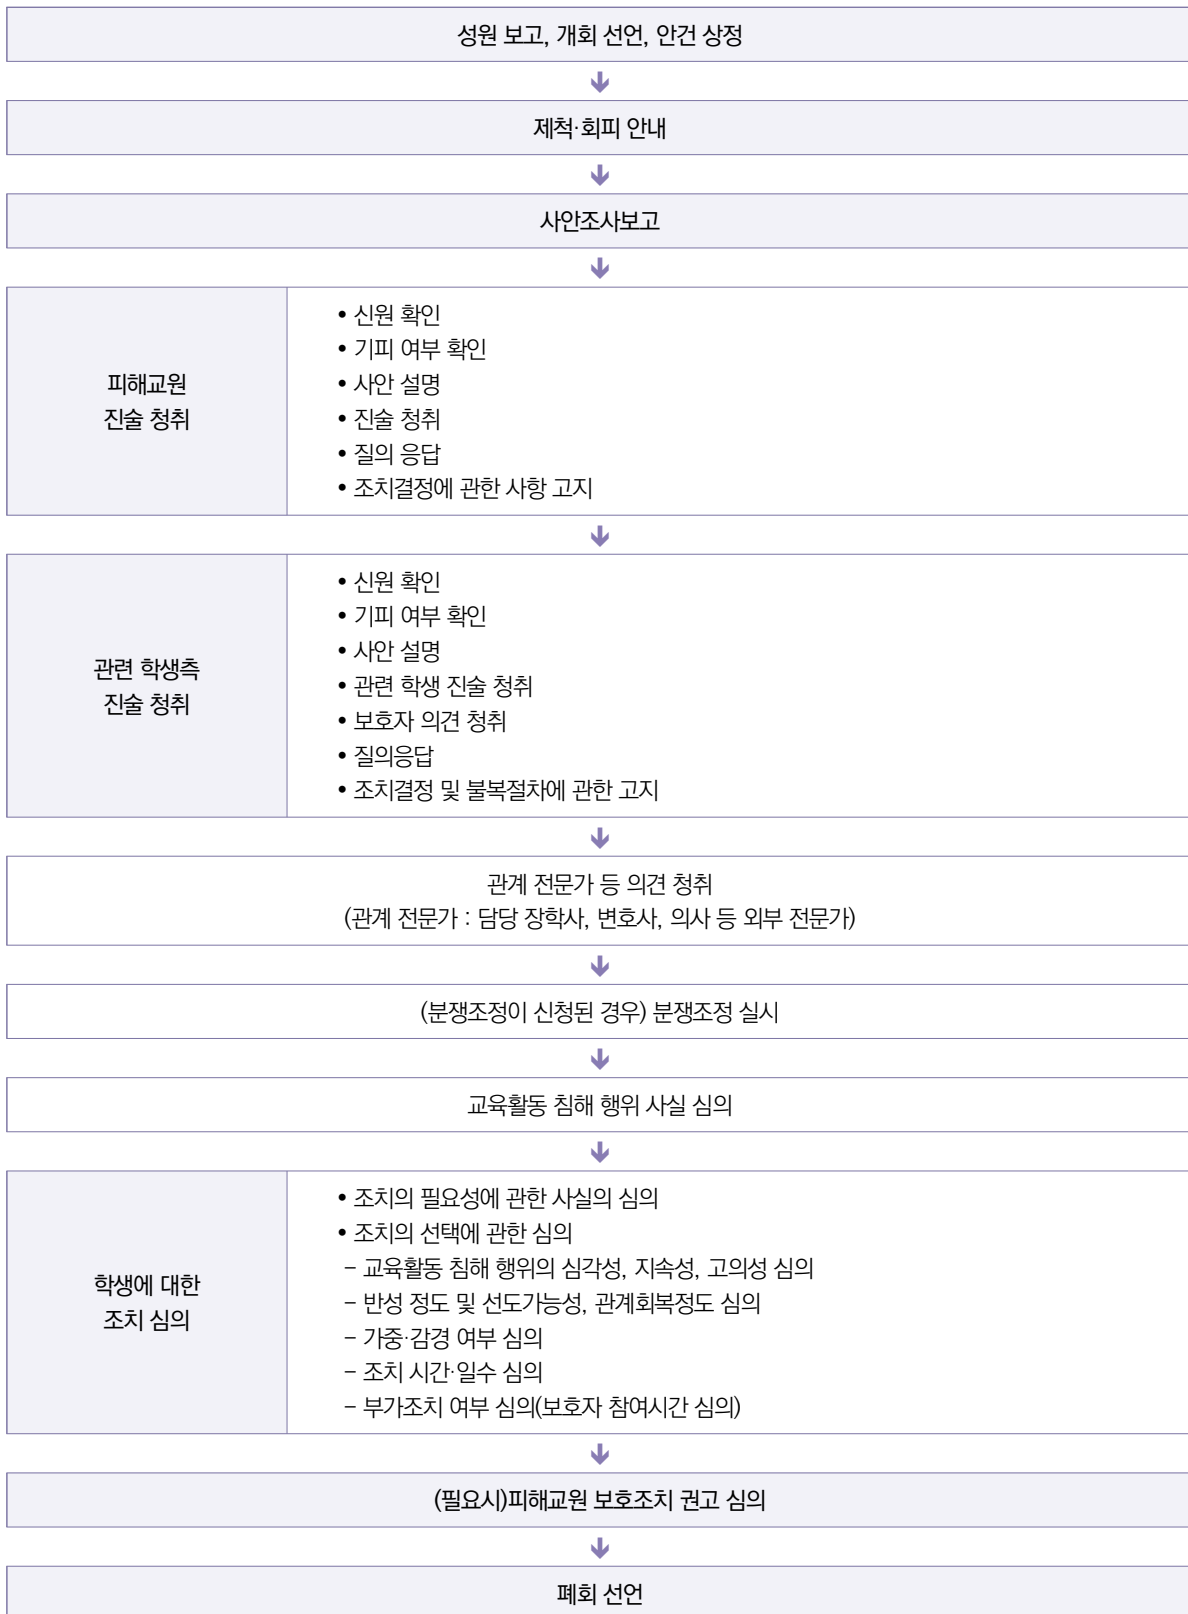 성원 보고, 개회 선언, 안건 상정
제척·회피 안내
사안조사보고
피해교원
진술 청취
• 신원 확인
• 기피 여부 확인
• 사안 설명
• 진술 청취
• 질의 응답
• 조치결정에 관한 사항 고지
관련 학생측
진술 청취
• 신원 확인
• 기피 여부 확인
• 사안 설명
• 관련 학생 진술 청취
• 보호자 의견 청취
• 질의응답
• 조치결정 및 불복절차에 관한 고지
관계 전문가 등 의견 청취
(관계 전문가 : 담당 장학사, 변호사, 의사 등 외부 전문가)
(분쟁조정이 신청된 경우) 분쟁조정 실시
교육활동 침해 행위 사실 심의
학생에 대한
조치 심의
• 조치의 필요성에 관한 사실의 심의
• 조치의 선택에 관한 심의
– 교육활동 침해 행위의 심각성, 지속성, 고의성 심의
– 반성 정도 및 선도가능성, 관계회복정도 심의
– 가중·감경 여부 심의
– 조치 시간·일수 심의
– 부가조치 여부 심의(보호자 참여시간 심의)
(필요시)피해교원 보호조치 권고 심의
폐회 선언